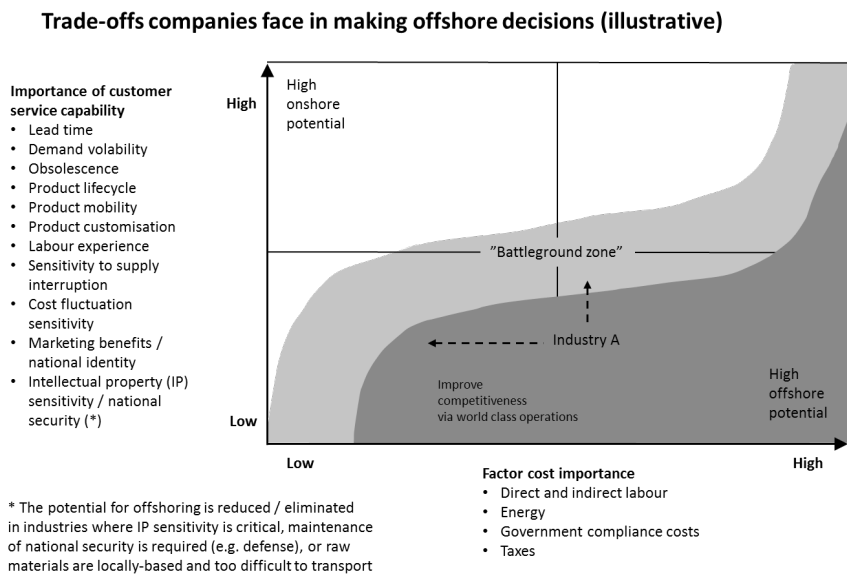 Trade-offs companies face in making offshore decisions (illustrative)
Importance of customer
service capability
• Lead time
• Demand volability
• Obsolescence
• Product lifecycle
• Product mobility
• Product customisation
• Labour experience
• Sensitivity to supply
interruption
• Cost fluctuation
sensitivity
• Marketing benefits /
national identity
• Intellectual property (IP)
sensitivity / national
security (*)
High
Low
High
onshore
potential
”Battleground zone”
Industry A
Improve
competitiveness
via world class operations
High
offshore
potential
Low
High
Factor cost importance
• Direct and indirect labour
• Energy
• Government compliance costs
• Taxes
* The potential for offshoring is reduced / eliminated
in industries where IP sensitivity is critical, maintenance
of national security is required (e.g. defense), or raw
materials are locally-based and too difficult to transport